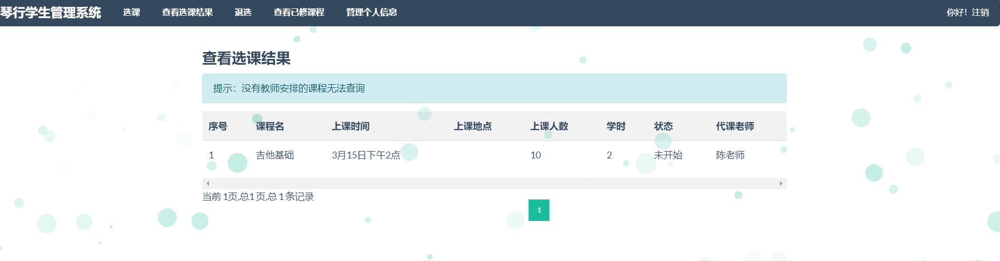 琴行学生管理系统 选课 查看选课结果 退选 查看已修课程 管理个人信息 你好！注销
查看选课结果
提示：没有教师安排的课程无法查询
序号 课程名 上课时间 上课地点 上课人数 学时 状态 代课老师
1 吉他基础 3月15日下午2点 10 2 未开始 陈老师
当前 1页,总1 页,总 1 条记录
1